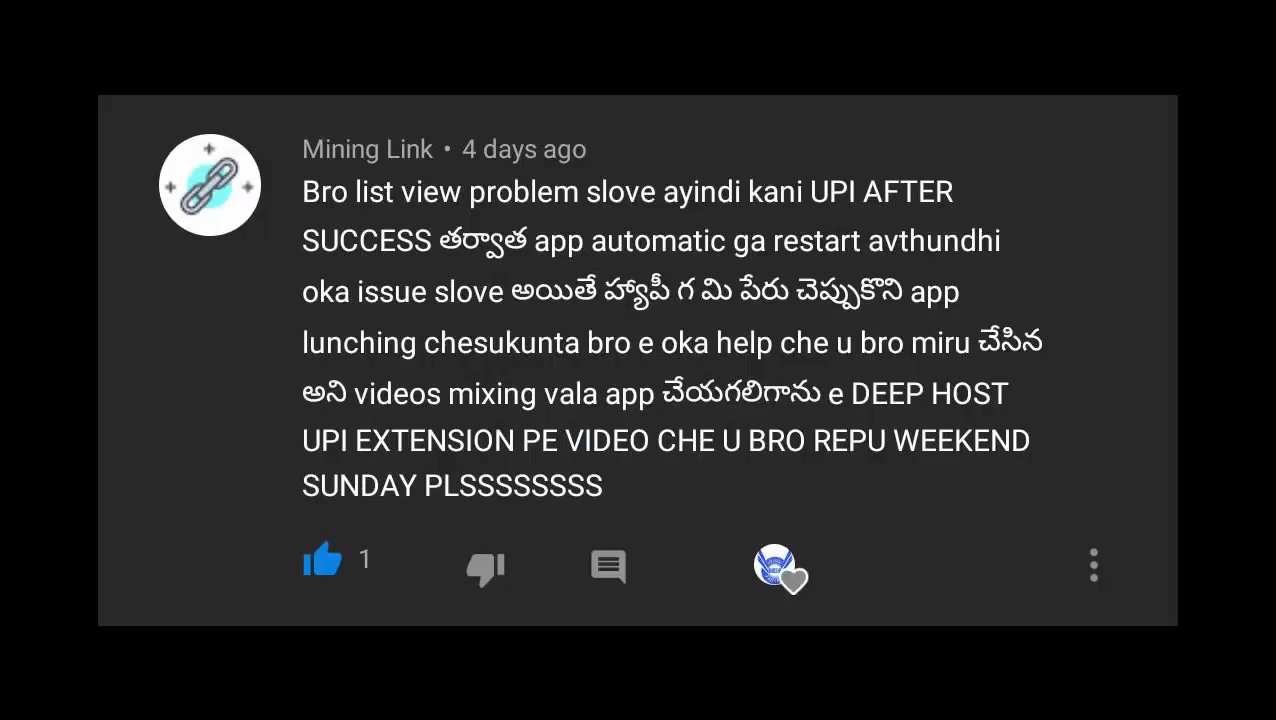 Mining Link • 4 days ago
Bro list view problem slove ayindi kani UPI AFTER
SUCCESS తర్వాత app automatic ga restart avthundhi
oka issue slove అయితే హ్యాపీ గ మి పేరు చెప్పుకొని app
lunching chesukunta bro e oka help che u bro miru చేసిన
అని videos mixing vala app చేయగలిగాను e DEEP HOST
UPI EXTENSION PE VIDEO CHE U BRO REPU WEEKEND
SUNDAY PLSSSSSSSS
1